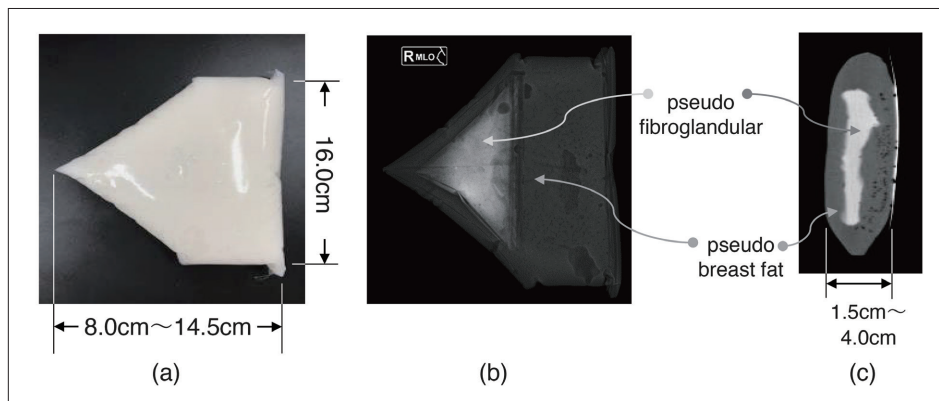 R MLO
pseudo
fibroglandular
16.0cm
pseudo
breast fat
8.0cm～14.5cm
1.5cm～
4.0cm
(a)
(b)
(c)